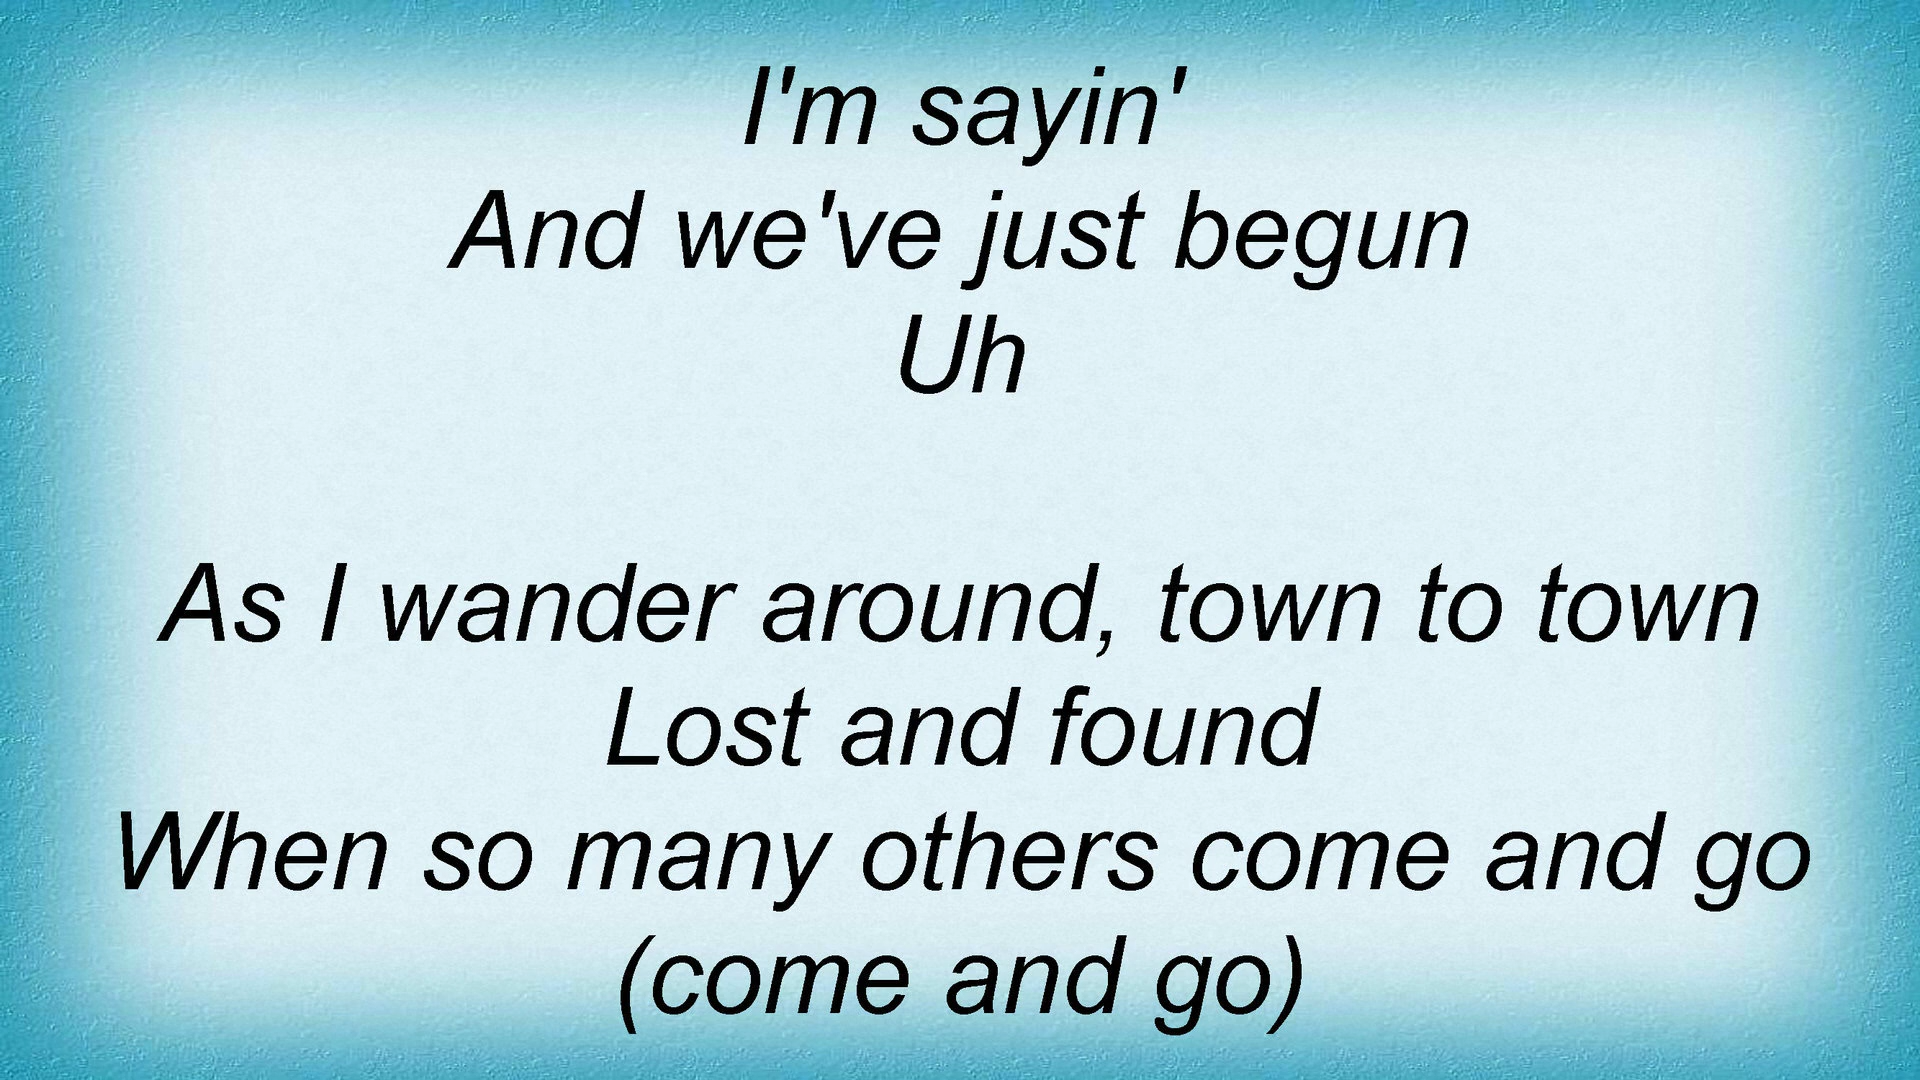 I'm sayin'
And we've just begun
Uh

As I wander around, town to town
Lost and found
When so many others come and go
(come and go)